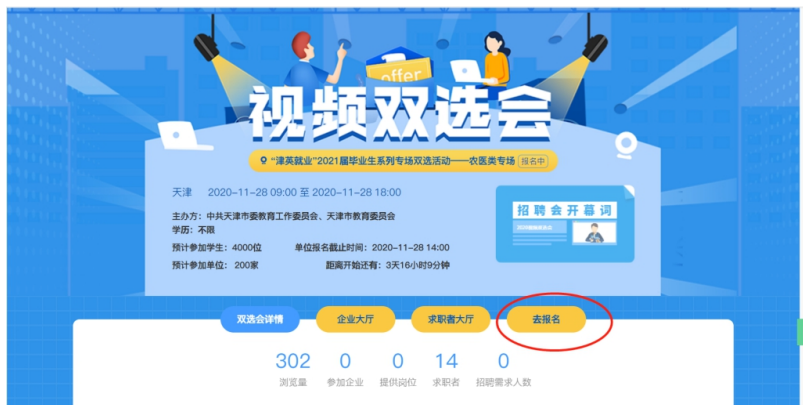 offer
视频双选会
“津英就业”2021届毕业生系列专场双选活动——农医类专场 报名中
天津 2020-11-28 09:00 至 2020-11-28 18:00
主办方：中共天津市委教育工作委员会、天津市教育委员会
学历：不限
预计参加学生：4000位 单位报名截止时间：2020-11-28 14:00
预计参加单位： 200家 距离开始还有：3天16小时9分钟
招聘会开幕词
双选会详情 企业大厅 求职者大厅 去报名
302 0 0 14 0
浏览量 参加企业 提供岗位 求职者 招聘需求人数